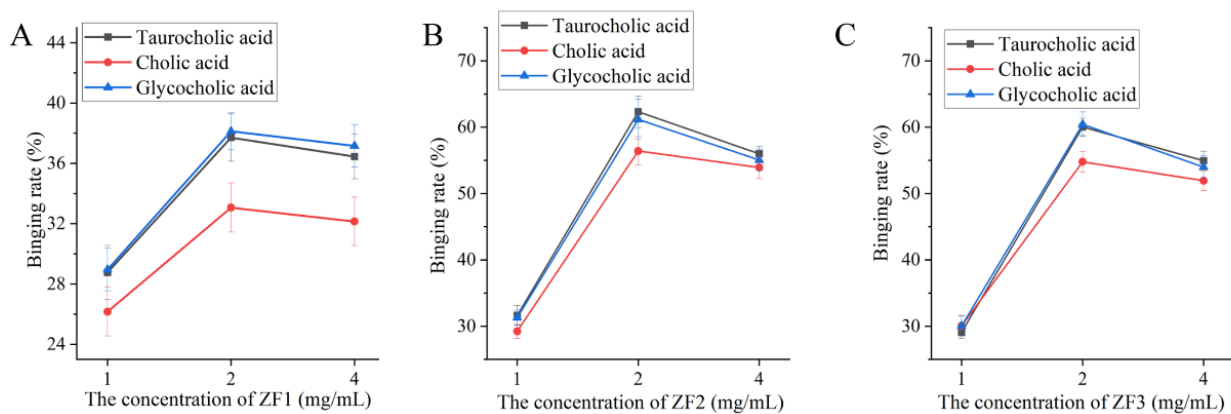 A
Taurocholic acid
Cholic acid
Glycocholic acid
44
40
36
32
28
24
Binging rate (%)
1 2 4
The concentration of ZF1 (mg/mL)
B
Taurocholic acid
Cholic acid
Glycocholic acid
70
60
50
40
30
Binging rate (%)
1 2 4
The concentration of ZF2 (mg/mL)
C
Taurocholic acid
Cholic acid
Glycocholic acid
70
60
50
40
30
Binging rate (%)
1 2 4
The concentration of ZF3 (mg/mL)